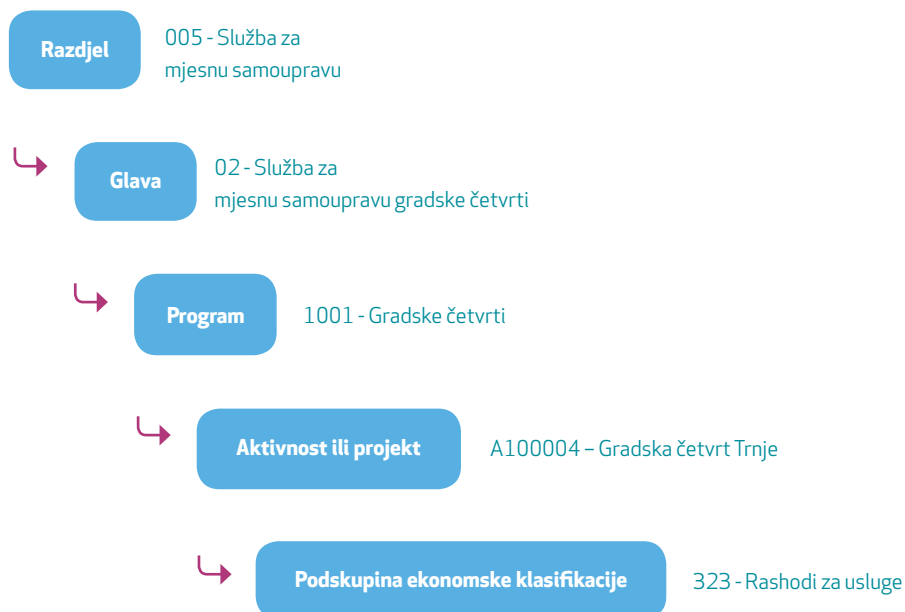 Razdjel
005 - Služba za
mjesnu samoupravu
Glava
02 - Služba za
mjesnu samoupravu gradske četvrti
Program
1001 - Gradske četvrti
Aktivnost ili projekt
A100004 – Gradska četvrt Trnje
Podskupina ekonomske klasifikacije
323 - Rashodi za usluge